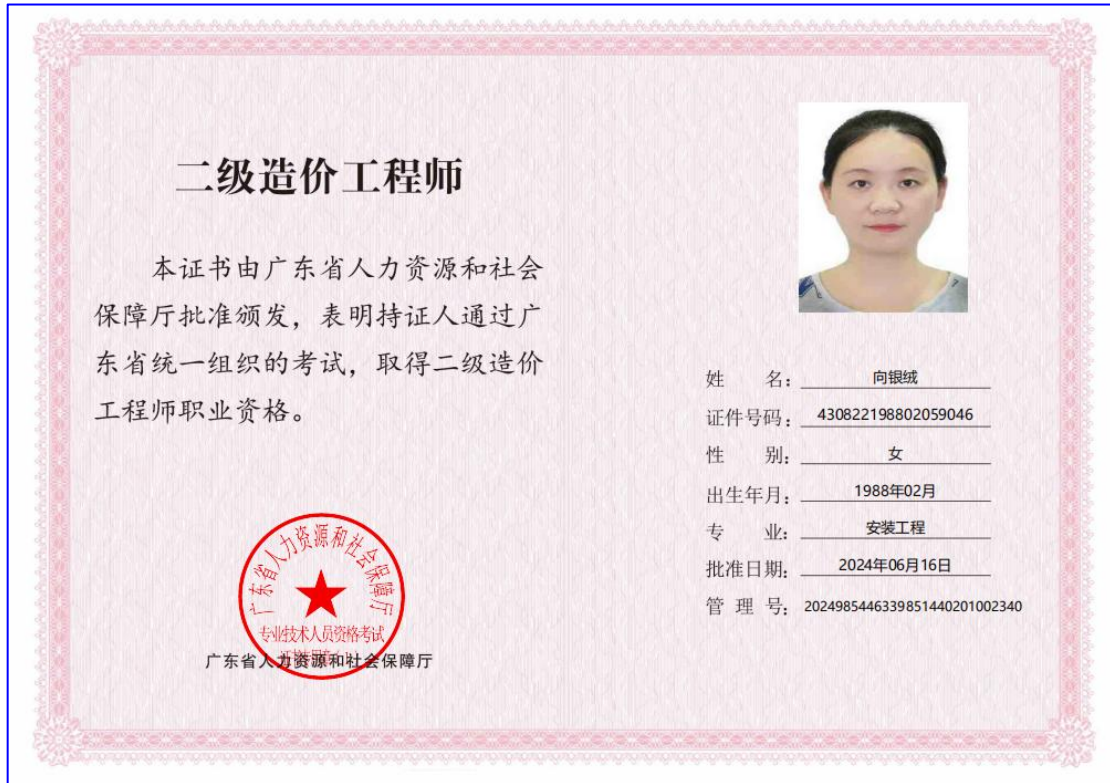 二级造价工程师
本证书由广东省人力资源和社会
保障厅批准颁发，表明持证人通过广
东省统一组织的考试，取得二级造价
工程师职业资格。
广东省人力资源和社会保障厅
专业技术人员资格考试
广东省人力资源和社会保障厅
姓 名：向银绒
证件号码：430822198802059046
性 别：女
出生年月：1988年02月
专 业：安装工程
批准日期：2024年06月16日
管 理 号：2024985446339851440201002340